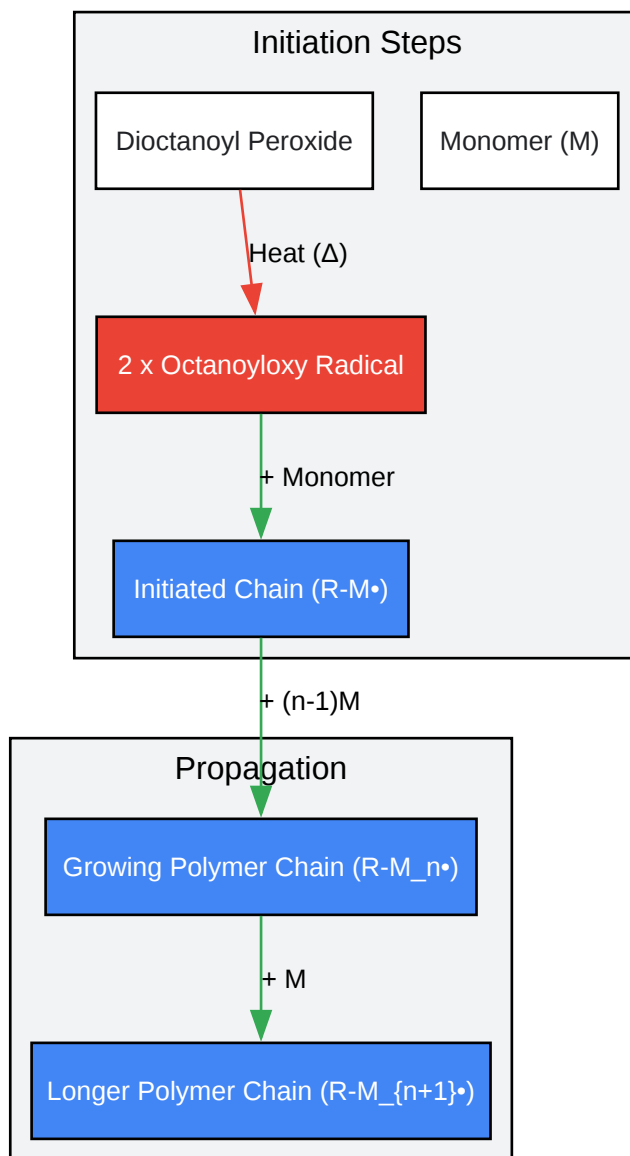 Initiation Steps
Dioctanoyl Peroxide
Monomer (M)
Heat (Δ)
2 x Octanoyloxy Radical
+ Monomer
Initiated Chain (R-M•)
+ (n-1)M
Propagation
Growing Polymer Chain (R-M_n•)
+ M
Longer Polymer Chain (R-M_{n+1}•)